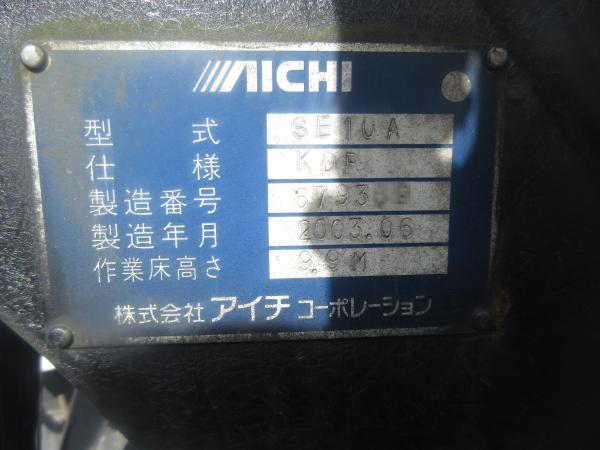 AICHI
型式 SE10A
仕様 KDF
製造番号 6793
製造年月 2003.06
作業床高さ 9.9M
株式会社 アイチ コーポレーション